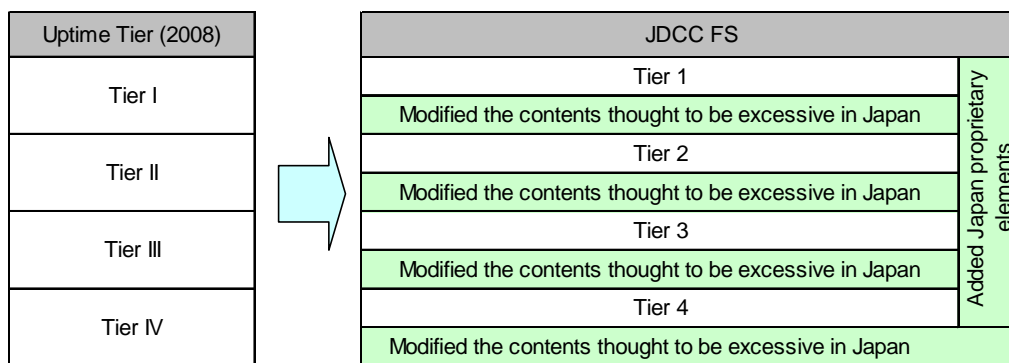 Uptime Tier (2008)
Tier I
Tier II
Tier III
Tier IV
JDCC FS
Tier 1
Modified the contents thought to be excessive in Japan
Tier 2
Modified the contents thought to be excessive in Japan
Tier 3
Modified the contents thought to be excessive in Japan
Tier 4
Modified the contents thought to be excessive in Japan
Added Japan proprietary
elements